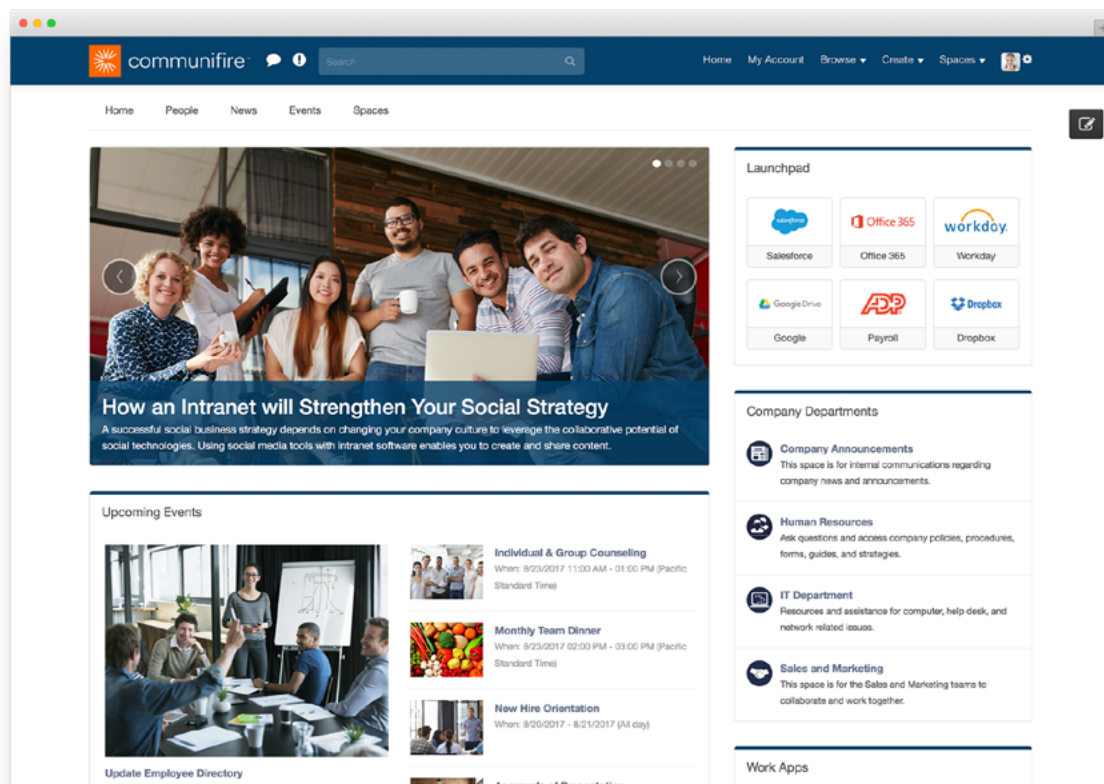 communifire
Search
Home My Account Browse Create Spaces
Home People News Events Spaces
How an Intranet will Strengthen Your Social Strategy
A successful social business strategy depends on changing your company culture to leverage the collaborative potential of
social technologies. Using social media tools with intranet software enables you to create and share content.
Launchpad
salesforce
Office 365
workday.
Salesforce
Office 365
Workday
Google Drive
ADP
Dropbox
Google
Payroll
Dropbox
Company Departments
Company Announcements
This space is for internal communications regarding
company news and announcements.
Human Resources
Ask questions and access company policies, procedures,
forms, guides, and strategies.
IT Department
Resources and assistance for computer, help desk, and
network related issues.
Sales and Marketing
This space is for the Sales and Marketing teams to
collaborate and work together.
Work Apps
Upcoming Events
Update Employee Directory
Individual & Group Counseling
When: 8/23/2017 11:00 AM - 01:00 PM (Pacific
Standard Time)
Monthly Team Dinner
When: 8/23/2017 02:00 PM - 03:00 PM (Pacific
Standard Time)
New Hire Orientation
When: 8/20/2017 - 8/21/2017 (All day)